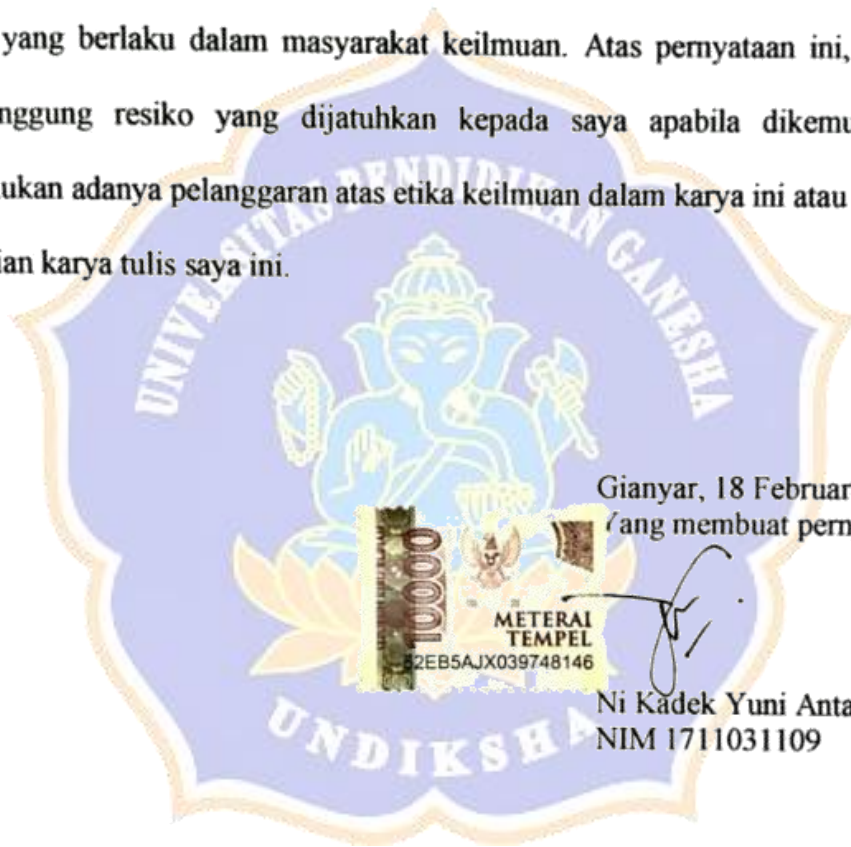 yang berlaku dalam masyarakat keilmuan. Atas pernyataan ini,
nggung resiko yang dijatuhkan kepada saya apabila dikemu
ukan adanya pelanggaran atas etika keilmuan dalam karya ini atau
ian karya tulis saya ini.
UNIVERSITAS PENDIDIKAN GANESHA
Gianyar, 18 Februar
Yang membuat pern
10000
METERAI
TEMPEL
62EB5AJX039748146
Ni Kadek Yuni Anta
NIM 1711031109
UNDIKSHA